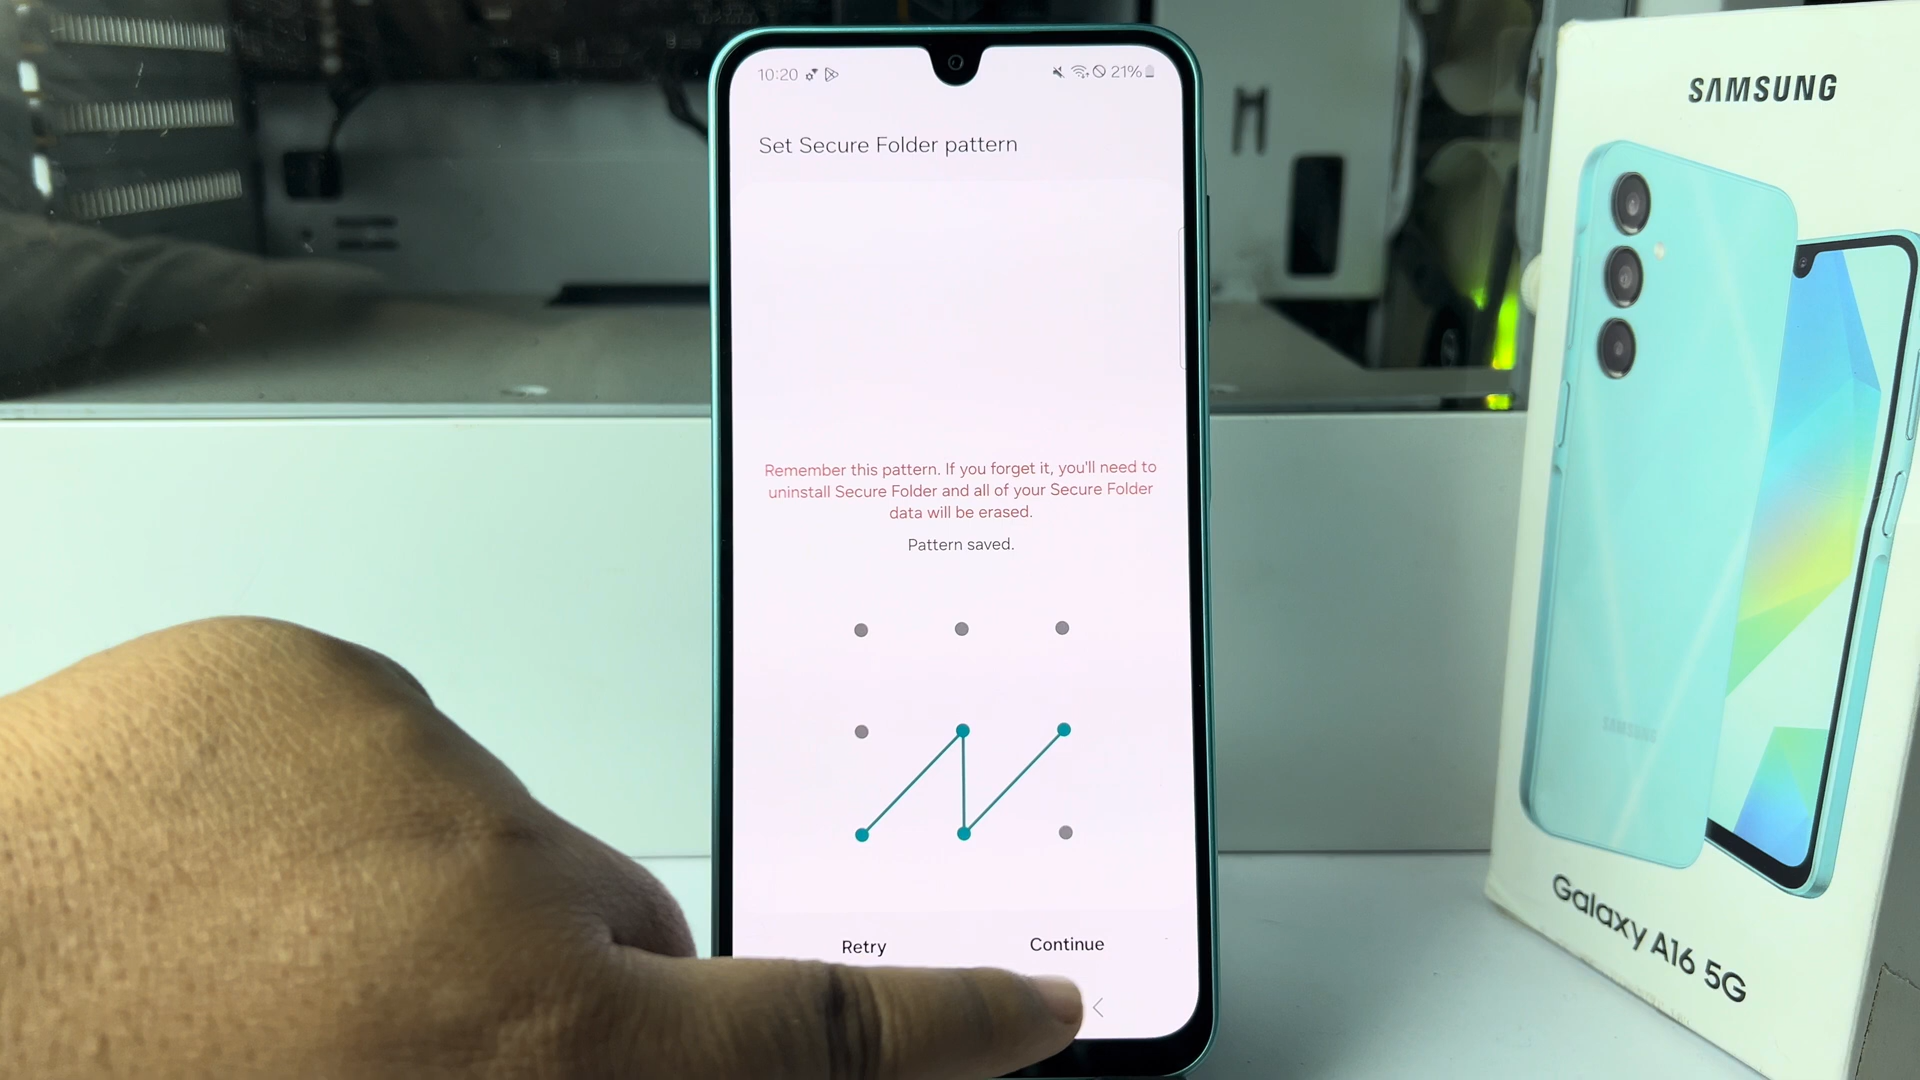 10:20
21%
Set Secure Folder pattern
Remember this pattern. If you forget it, you'll need to
uninstall Secure Folder and all of your Secure Folder
data will be erased.
Pattern saved.
Retry
Continue
SAMSUNG
SAMSUNG
Galaxy A16 5G